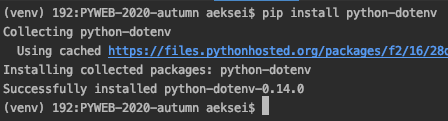 (venv) 192:PYWEB-2020-autumn aeksei$ pip install python-dotenv
Collecting python-dotenv
Using cached https://files.pythonhosted.org/packages/f2/16/28
Installing collected packages: python-dotenv
Successfully installed python-dotenv-0.14.0
(venv) 192:PYWEB-2020-autumn aeksei$